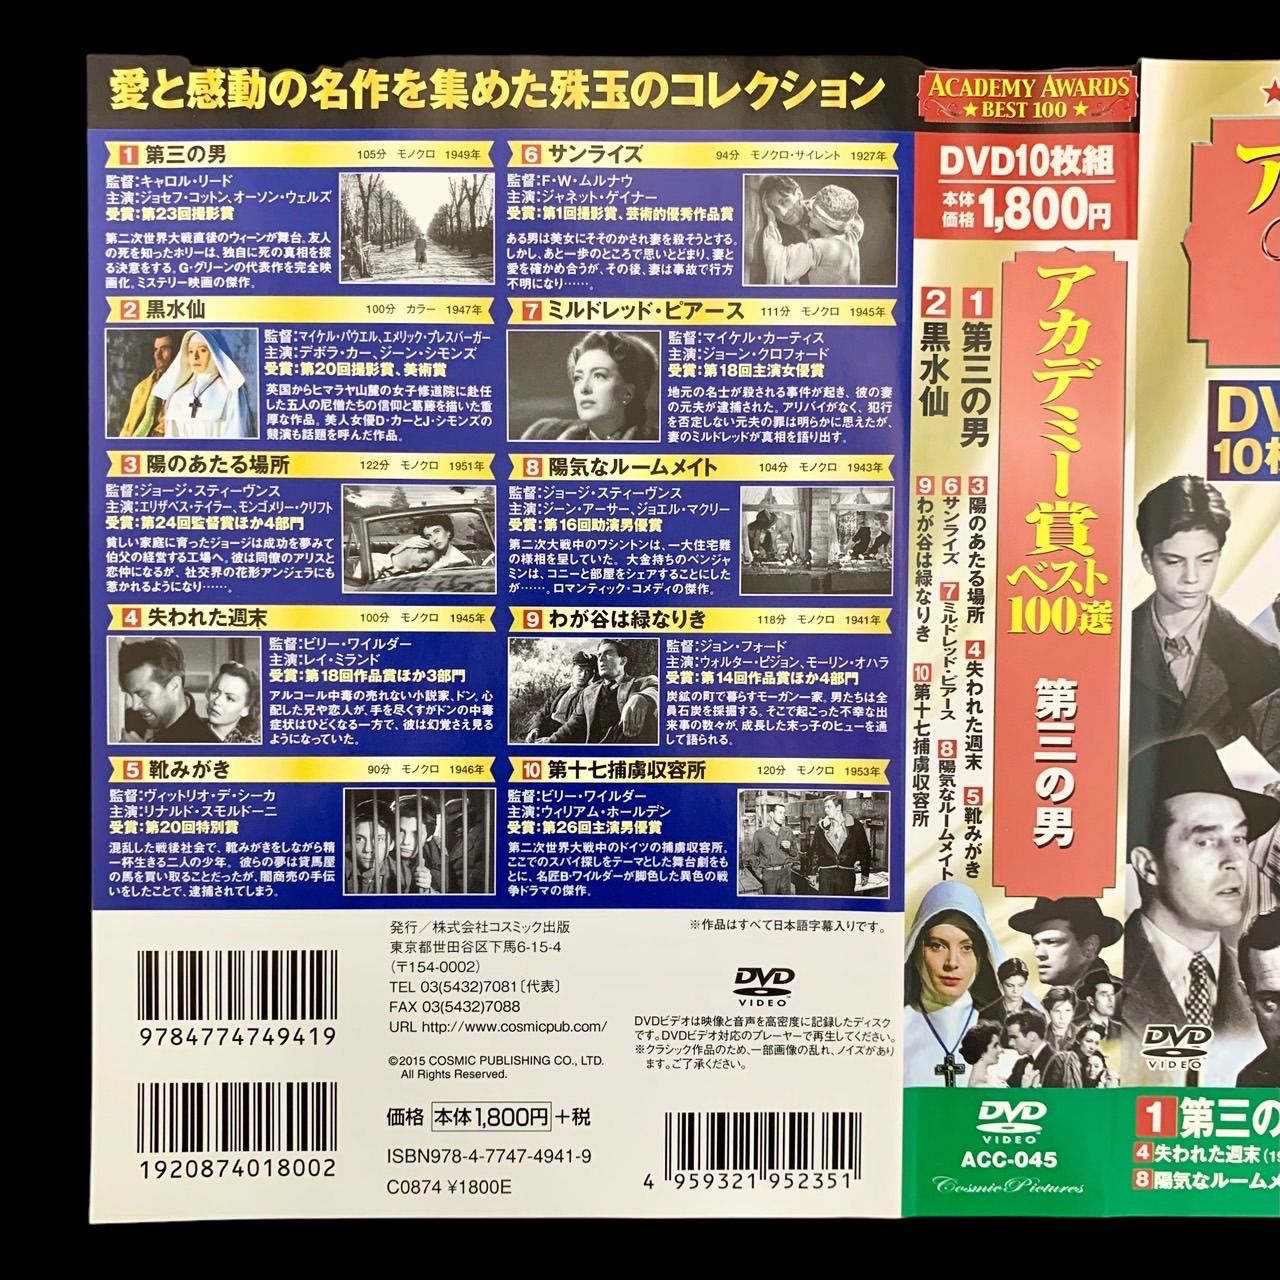 愛と感動の名作を集めた殊玉のコレクション
1 第三の男 105分 モノクロ 1949年
監督：キャロル・リード
主演：ジョセフ・コットン、オーソン・ウェルズ
受賞：第23回撮影賞
第二次世界大戦直後のウィーンが舞台。友人
の死を知ったホリーは、独自に死の真相を探
る決意をする。G・グリーンの代表作を完全映
画化。ミステリー映画の傑作。
2 黒水仙 100分 カラー 1947年
監督：マイケル・パウエル、エメリック・プレスバーガー
主演：デボラ・カー、ジーン・シモンズ
受賞：第20回撮影賞、美術賞
英国からヒマラヤ山麓の女子修道院に赴任
した五人の尼僧たちの信仰と葛藤を描いた重
厚な作品。美人女優D・カーとJ・シモンズの
競演も話題を呼んだ作品。
3 陽のあたる場所 122分 モノクロ 1951年
監督：ジョージ・スティーヴンス
主演：エリザベス・テイラー、モンゴメリー・クリフト
受賞：第24回監督賞ほか4部門
貧しい家庭に育ったジョージは成功を夢みて
伯父の経営する工場へ。彼は同僚のアリスと
恋仲になるが、社交界の花形アンジェラにも
惹かれるようになり……。
4 失われた週末 100分 モノクロ 1945年
監督：ビリー・ワイルダー
主演：レイ・ミランド
受賞：第18回作品賞ほか3部門
アルコール中毒の売れない小説家、ドン。心
配した兄や恋人が、手を尽くすがドンの中毒
症状はひどくなる一方で、彼は幻覚さえ見る
ようになっていた。
5 靴みがき 90分 モノクロ 1946年
監督：ヴィットリオ・デ・シーカ
主演：リナルド・スモルドーニ
受賞：第20回特別賞
混乱した戦後社会で、靴みがきをしながら精
一杯生きる二人の少年。彼らの夢は貸馬屋
の馬を買い取ることだったが、闇商売の手伝
いをしたことで、逮捕されてしまう。
6 サンライズ 94分 モノクロ・サイレント 1927年
監督：F・W・ムルナウ
主演：ジャネット・ゲイナー
受賞：第1回撮影賞、芸術的優秀作品賞
ある男は美女にそそのかされ妻を殺そうとする。
しかし、あと一歩のところで思いとどまり、妻と
愛を確かめ合うが、その後、妻は事故で行方
不明になり……。
7 ミルドレッド・ピアース 111分 モノクロ 1945年
監督：マイケル・カーティス
主演：ジョーン・クロフォード
受賞：第18回主演女優賞
地元の名士が殺される事件が起き、彼の妻
の元夫が逮捕された。アリバイがなく、犯行
を否定しない元夫の罪は明らかに思えたが、
妻のミルドレッドが真相を語り出す。
8 陽気なルームメイト 104分 モノクロ 1943年
監督：ジョージ・スティーヴンス
主演：ジーン・アーサー、ジョエル・マクリー
受賞：第16回助演男優賞
第二次大戦中のワシントンは、一大住宅難
の様相を呈していた。大金持ちのベンジャ
ミンは、コニーと部屋をシェアすることにした
が……。ロマンティック・コメディの傑作。
9 わが谷は緑なりき 118分 モノクロ 1941年
監督：ジョン・フォード
主演：ウォルター・ピジョン、モーリン・オハラ
受賞：第14回作品賞ほか4部門
炭鉱の町で暮らすモーガン一家。男たちは全
員石炭を採掘する。そこで起こった不幸な出
来事の数々が、成長した末っ子のヒューを通
して語られる。
10 第十七捕虜収容所 120分 モノクロ 1953年
監督：ビリー・ワイルダー
主演：ウィリアム・ホールデン
受賞：第26回主演男優賞
第二次世界大戦中のドイツの捕虜収容所。
ここでのスパイ探しをテーマとした舞台劇をも
とに、名匠B・ワイルダーが脚色した異色の戦
争ドラマの傑作。
9784774749419
1920874018002
発行／株式会社コスミック出版
東京都世田谷区下馬6-15-4
（〒154-0002）
TEL 03(5432)7081［代表］
FAX 03(5432)7088
URL http://www.cosmicpub.com/
©2015 COSMIC PUBLISHING CO., LTD.
All Rights Reserved.
価格 本体1,800円+税
ISBN978-4-7747-4941-9
C0874 ¥1800E
※作品はすべて日本語字幕入りです。
DVD
VIDEO
DVDビデオは映像と音声を高密度に記録したディスク
です。DVDビデオ対応のプレーヤーで再生してください。
※クラシック作品のため、一部画像の乱れ、ノイズがあり
ます。ご了承ください。
4 959321 952351
ACADEMY AWARDS
★BEST 100★
DVD10枚組
本体価格 1,800円
アカデミー賞
ベスト
100選
第三の男
1 第三の男
2 黒水仙
3 陽のあたる場所 4 失われた週末 5 靴みがき
6 サンライズ 7 ミルドレッド・ピアース 8 陽気なルームメイト
9 わが谷は緑なりき 10 第十七捕虜収容所
DVD
VIDEO
ACC-045
Cosmic Pictures
ア
DV
10枚
DVD
VIDEO
1 第三の
4 失われた週末(19
8 陽気なルームメ